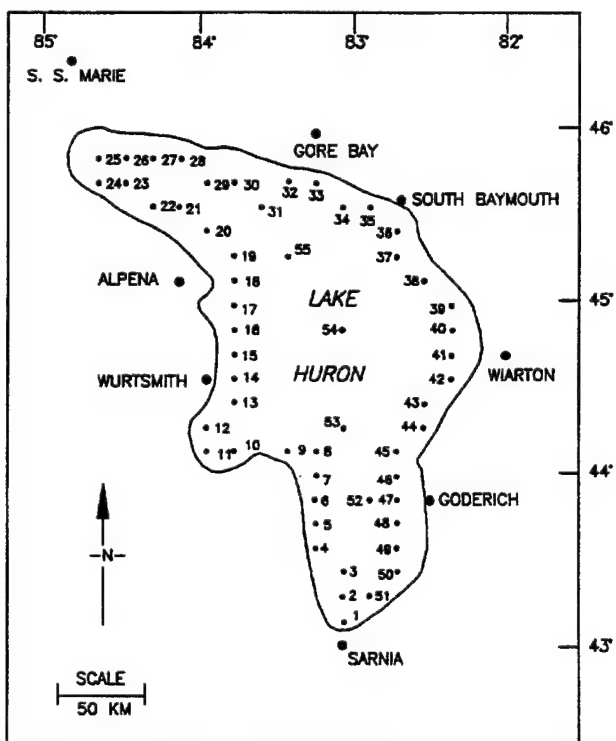 85° 84° 83° 82°
S. S. MARIE
46°
GORE BAY
25 26 27 28
24 23 29 30 32 33
SOUTH BAYMOUTH
22 21 31 34 35
20 36
19 55 37
ALPENA 18 38
LAKE
45°
17 39
16 54 40
15 41
WIARTON
HURON
WURTSMITH 14 42
13 43
12 53 44
11 10 9 8 45
44°
7 46
6 52 47 GODERICH
5 48
4 49
N
3 50
2 51
1
43°
SARNIA
SCALE
50 KM